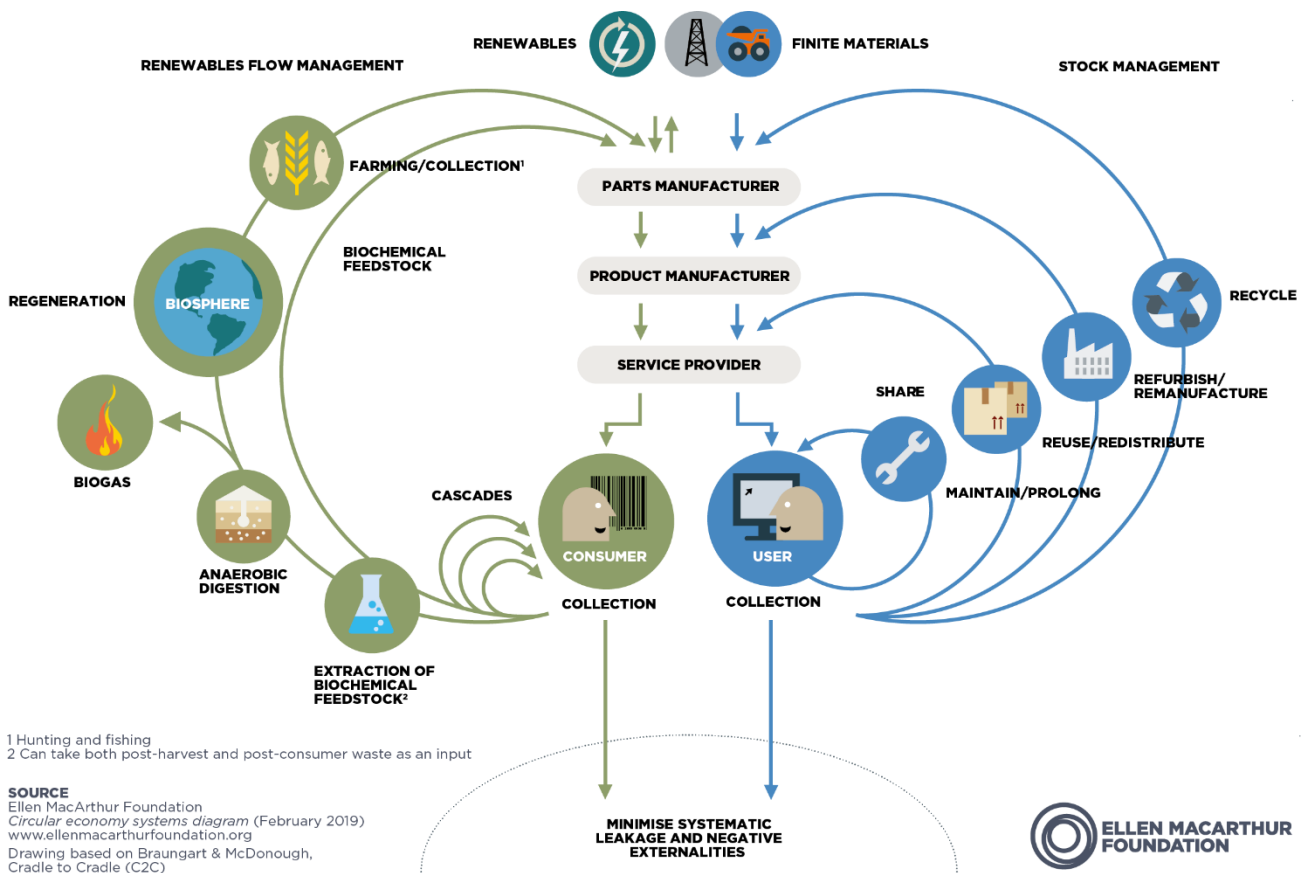 RENEWABLES
FINITE MATERIALS
RENEWABLES FLOW MANAGEMENT
STOCK MANAGEMENT
FARMING/COLLECTION¹
PARTS MANUFACTURER
BIOCHEMICAL
FEEDSTOCK
PRODUCT MANUFACTURER
REGENERATION
BIOSPHERE
RECYCLE
SERVICE PROVIDER
SHARE
REFURBISH/
REMANUFACTURE
REUSE/REDISTRIBUTE
BIOGAS
CASCADES
MAINTAIN/PROLONG
CONSUMER
USER
ANAEROBIC
DIGESTION
COLLECTION
COLLECTION
EXTRACTION OF
BIOCHEMICAL
FEEDSTOCK²
1 Hunting and fishing
2 Can take both post-harvest and post-consumer waste as an input
SOURCE
Ellen MacArthur Foundation
Circular economy systems diagram (February 2019)
www.ellenmacarthurfoundation.org
Drawing based on Braungart & McDonough,
Cradle to Cradle (C2C)
MINIMISE SYSTEMATIC
LEAKAGE AND NEGATIVE
EXTERNALITIES
ELLEN MACARTHUR
FOUNDATION